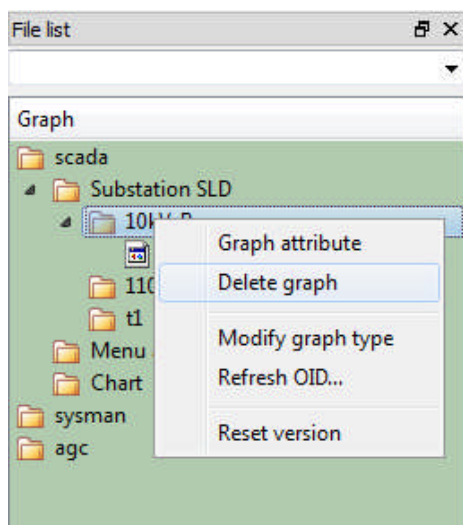 File list
Graph
scada
Substation SLD
Graph attribute
Delete graph
t1
Modify graph type
Menu
Refresh OID...
Chart
sysman
Reset version
agc